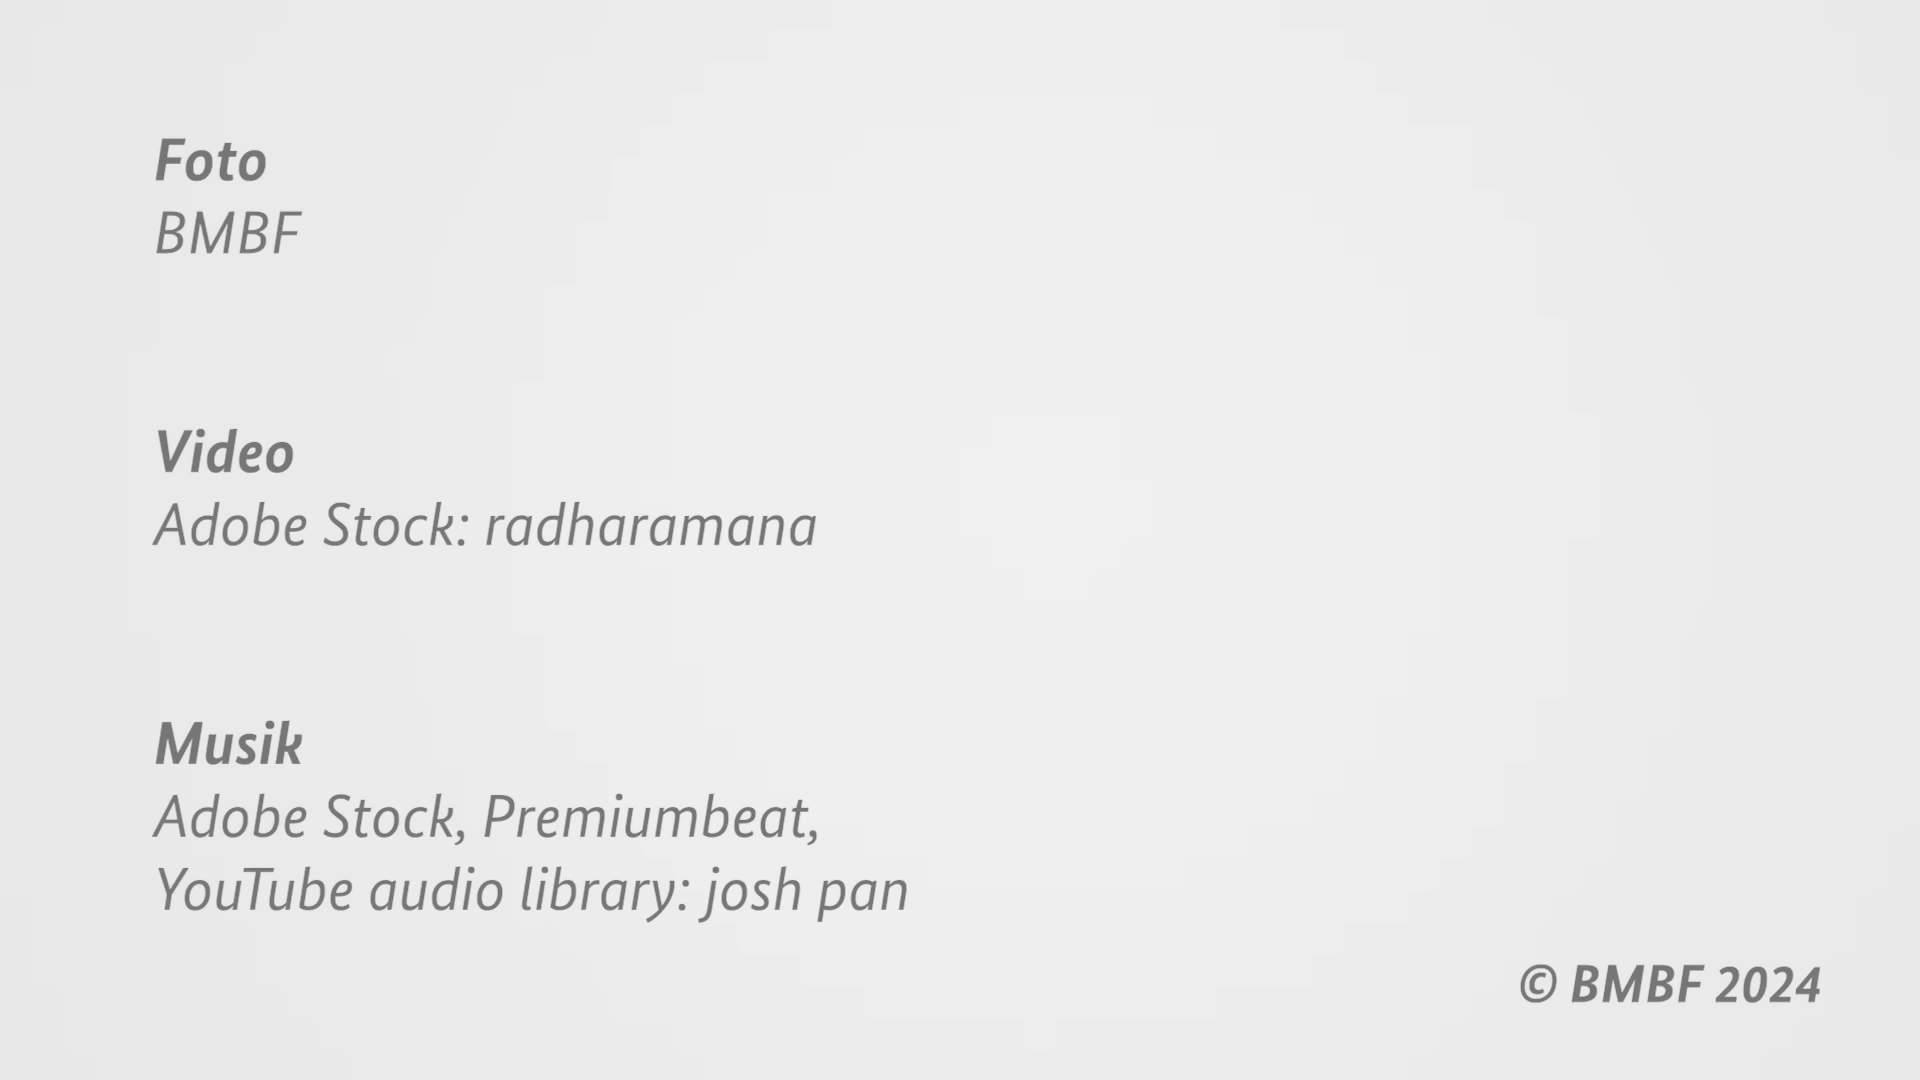 Foto
BMBF
Video
Adobe Stock: radharamana
Musik
Adobe Stock, Premiumbeat,
YouTube audio library: josh pan
© BMBF 2024